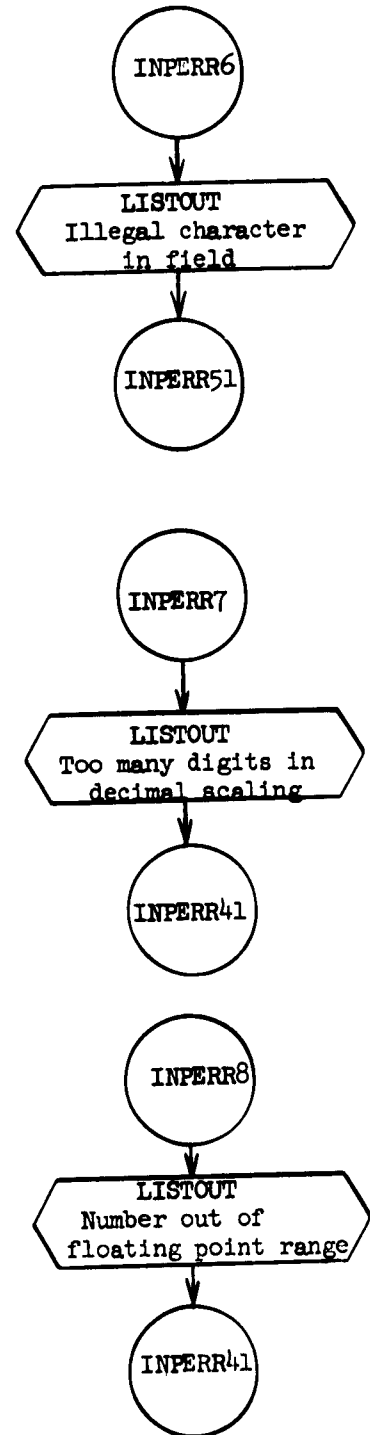 INPERR6
LISTOUT
Illegal character
in field
INPERR51
INPERR7
LISTOUT
Too many digits in
decimal scaling
INPERR41
INPERR8
LISTOUT
Number out of
floating point range
INPERR41